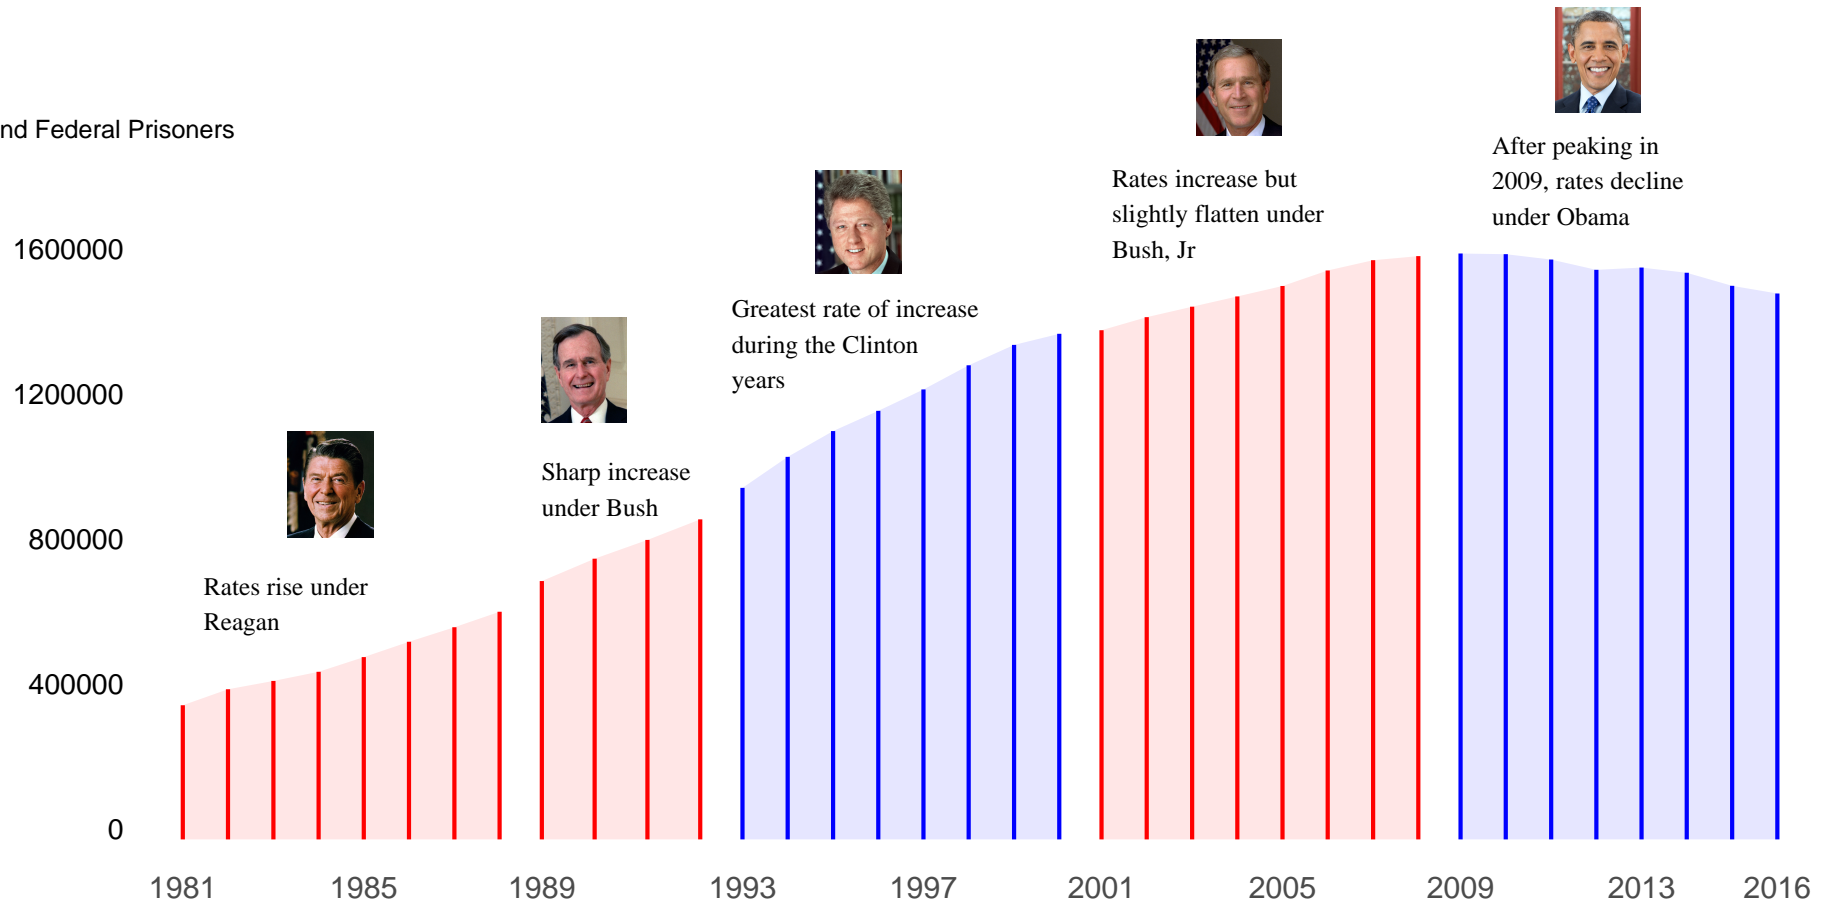 nd Federal Prisoners
1600000
1200000
800000
400000
0
Rates rise under
Reagan
Sharp increase
under Bush
Greatest rate of increase
during the Clinton
years
Rates increase but
slightly flatten under
Bush, Jr
After peaking in
2009, rates decline
under Obama
1981 1985 1989 1993 1997 2001 2005 2009 2013 2016